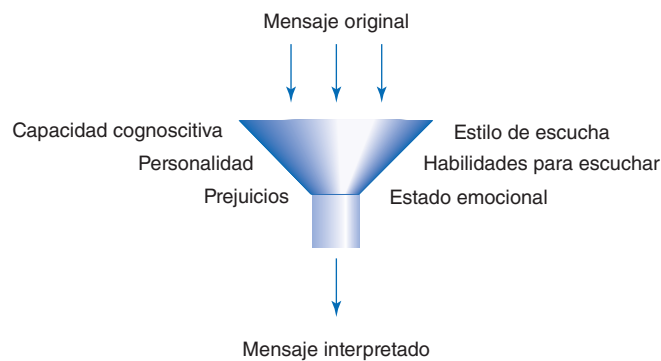 Mensaje original
Capacidad cognoscitiva
Estilo de escucha
Personalidad
Habilidades para escuchar
Prejuicios
Estado emocional
Mensaje interpretado